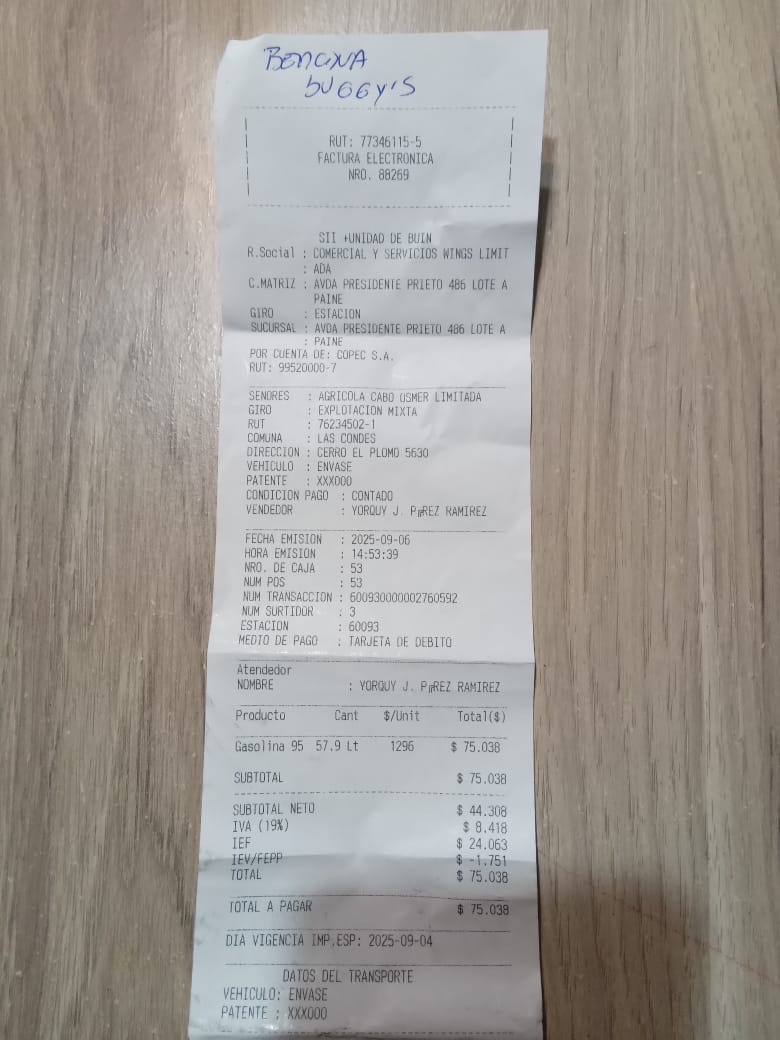 BENCINA
buggy's
RUT: 77346115-5
FACTURA ELECTRONICA
NRO. 88269
SII +UNIDAD DE BUIN
R.Social : COMERCIAL Y SERVICIOS WINGS LIMIT
: ADA
C.MATRIZ : AVDA PRESIDENTE PRIETO 486 LOTE A
PAINE
GIRO : ESTACION
SUCURSAL : AVDA PRESIDENTE PRIETO 486 LOTE A
: PAINE
POR CUENTA DE: COPEC S.A.
RUT: 99520000-7
SENORES : AGRICOLA CABO OSMER LIMITADA
GIRO : EXPLOTACION MIXTA
RUT : 76234502-1
COMUNA : LAS CONDES
DIRECCION : CERRO EL PLOMO 5630
VEHICULO : ENVASE
PATENTE : XXX000
CONDICION PAGO : CONTADO
VENDEDOR : YORQUY J. RAMIREZ
FECHA EMISION : 2025-09-06
HORA EMISION : 14:53:39
NRO. DE CAJA : 53
NUM POS : 53
NUM TRANSACCION : 600930000002760592
NUM SURTIDOR : 3
ESTACION : 60093
MEDIO DE PAGO : TARJETA DE DEBITO
Atendedor
NOMBRE : YORQUY J. RAMIREZ
Producto Cant $/Unit Total($)
Gasolina 95 57.9 Lt 1296 $ 75.038
SUBTOTAL $ 75.038
SUBTOTAL NETO $ 44.308
IVA (19%) $ 8.418
IEF $ 24.063
IEV/FEPP $ -1.751
TOTAL $ 75.038
TOTAL A PAGAR $ 75.038
DIA VIGENCIA IMP.ESP: 2025-09-04
DATOS DEL TRANSPORTE
VEHICULO: ENVASE
PATENTE : XXX000